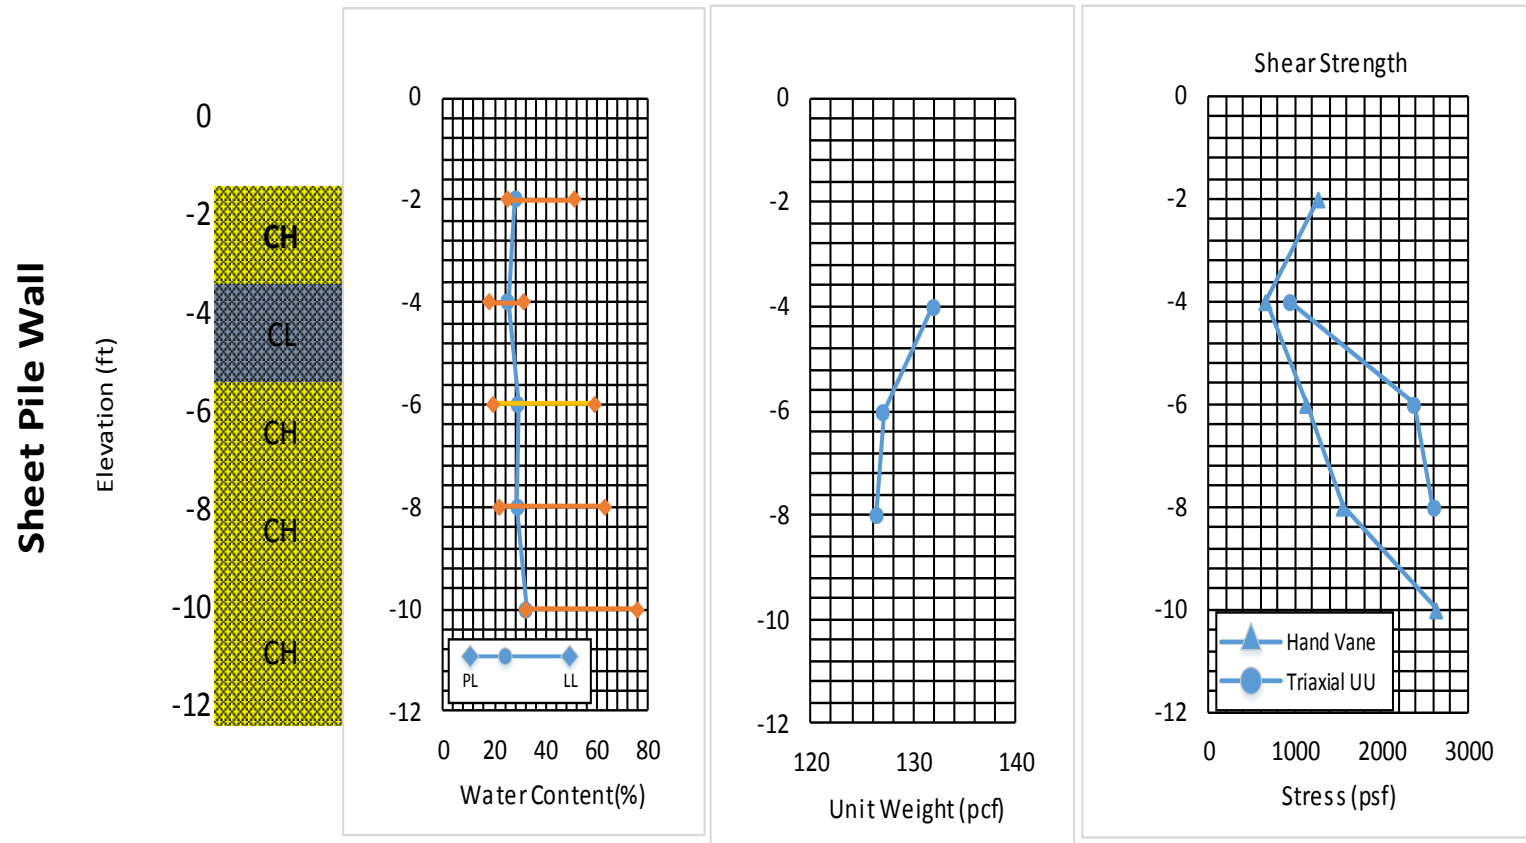 Sheet Pile Wall
Elevation (ft)
0
-2
-4
-6
-8
-10
-12
CH
CL
CH
CH
CH
0
-2
-4
-6
-8
-10
-12
0 20 40 60 80
Water Content(%)
PL LL
0
-2
-4
-6
-8
-10
-12
120 130 140
Unit Weight (pcf)
Shear Strength
0
-2
-4
-6
-8
-10
-12
0 1000 2000 3000
Stress (psf)
Hand Vane
Triaxial UU